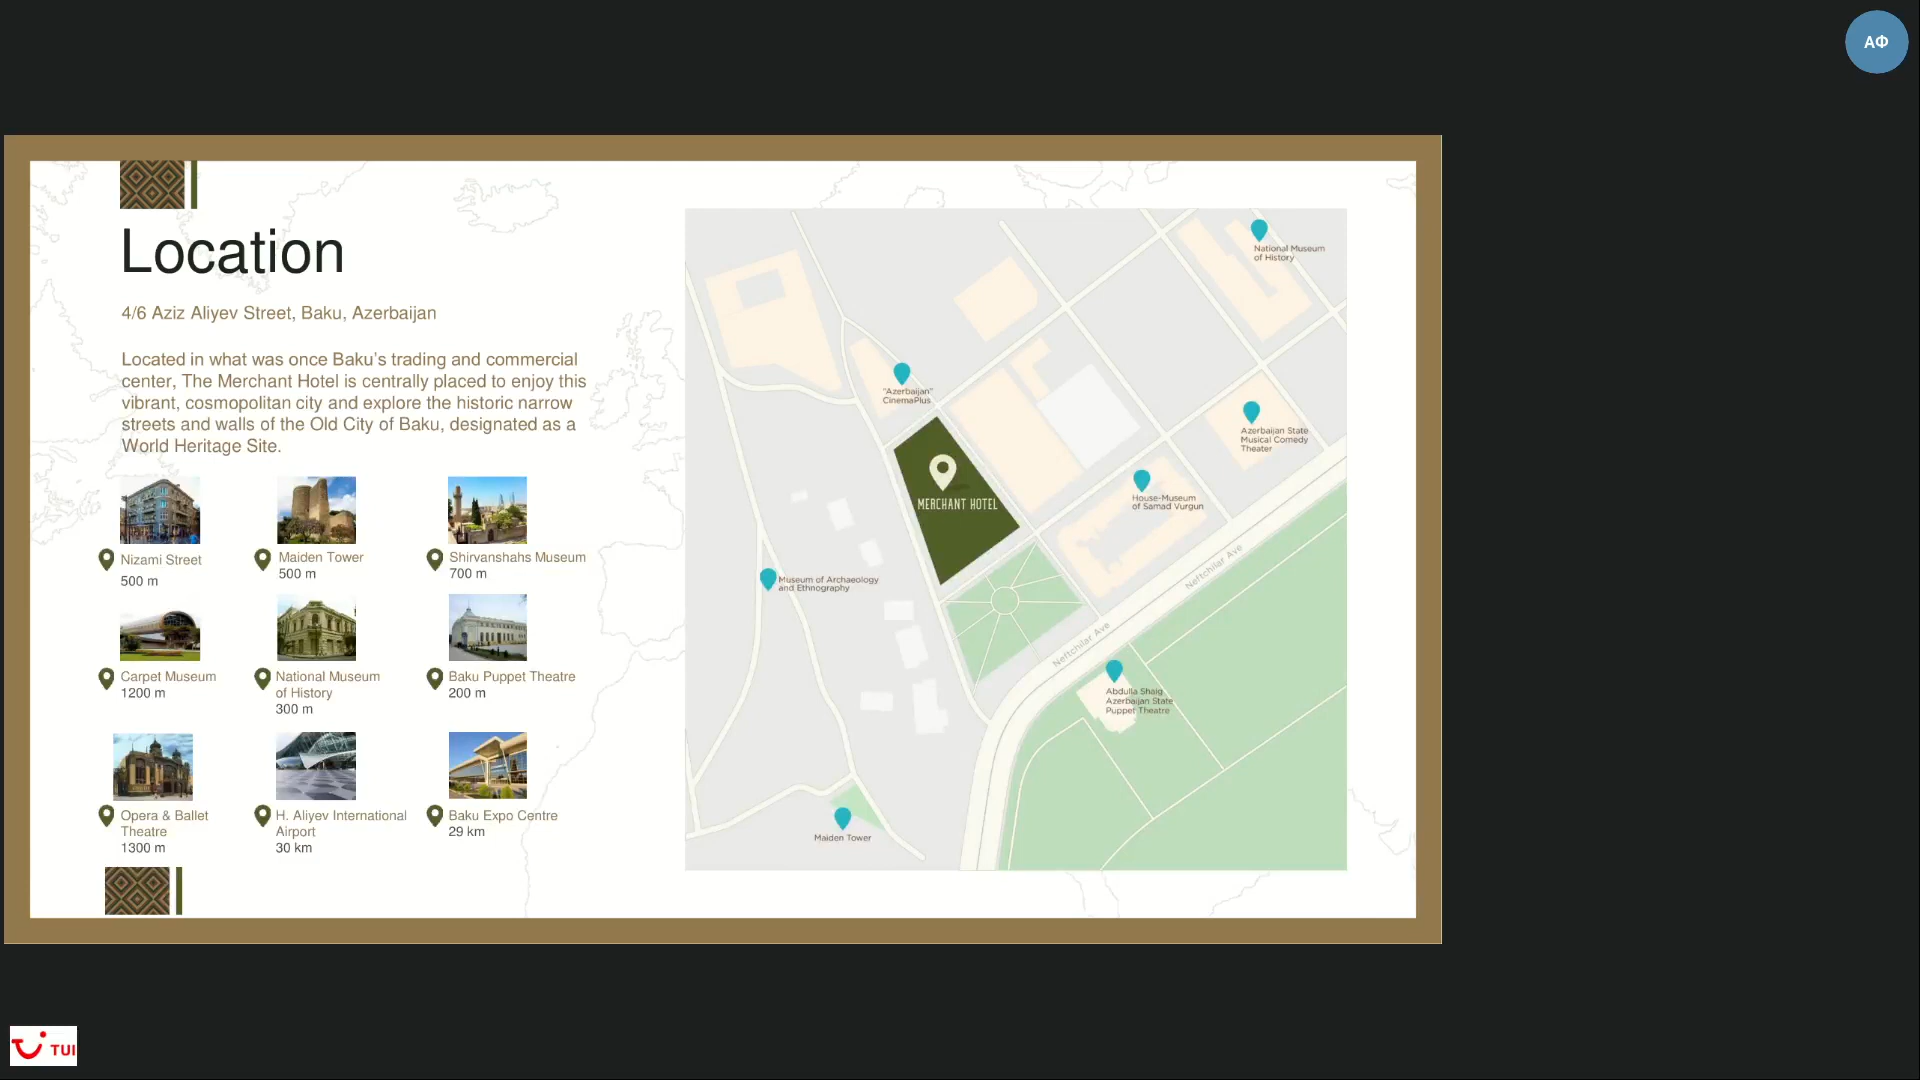 АФ
Location
4/6 Aziz Aliyev Street, Baku, Azerbaijan
Located in what was once Baku's trading and commercial
center, The Merchant Hotel is centrally placed to enjoy this
vibrant, cosmopolitan city and explore the historic narrow
streets and walls of the Old City of Baku, designated as a
World Heritage Site.
Nizami Street
500 m
Maiden Tower
500 m
Shirvanshahs Museum
700 m
Carpet Museum
1200 m
National Museum
of History
300 m
Baku Puppet Theatre
200 m
Opera & Ballet
Theatre
1300 m
H. Aliyev International
Airport
30 km
Baku Expo Centre
29 km
National Museum
of History
"Azerbaijan"
CinemaPlus
Azerbaijan State
Musical Comedy
Theater
MERCHANT HOTEL
House-Museum
of Samad Vurgun
Neftchilar Ave
Museum of Archaeology
and Ethnography
Neftchilar Ave
Abdulla Shaig
Azerbaijan State
Puppet Theatre
Maiden Tower
TUI